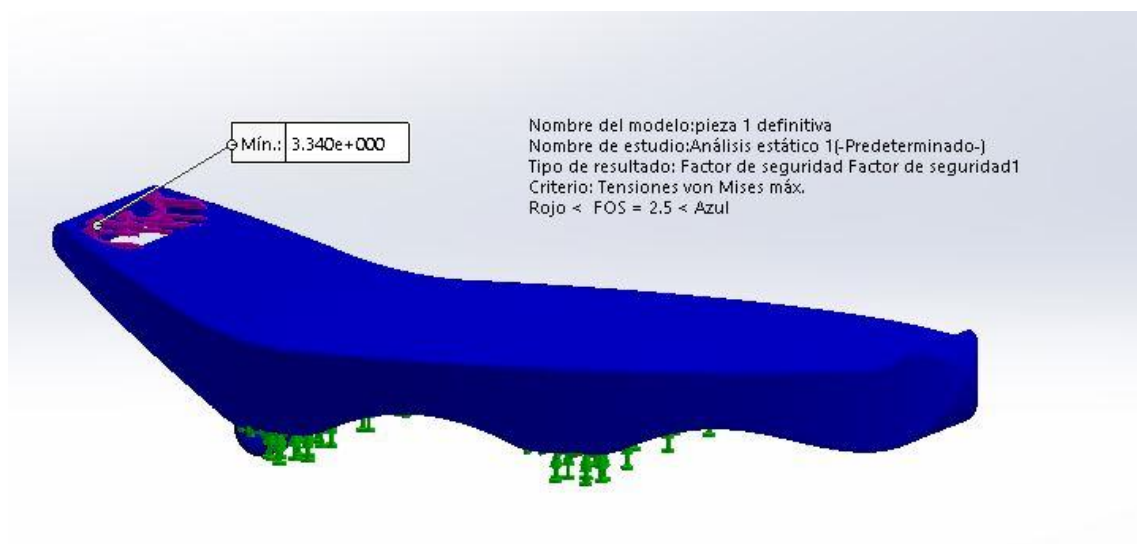 Mín.: 3.340e+000
Nombre del modelo:pieza 1 definitiva
Nombre de estudio:Análisis estático 1(-Predeterminado-)
Tipo de resultado: Factor de seguridad Factor de seguridad1
Criterio: Tensiones von Mises máx.
Rojo < FOS = 2.5 < Azul